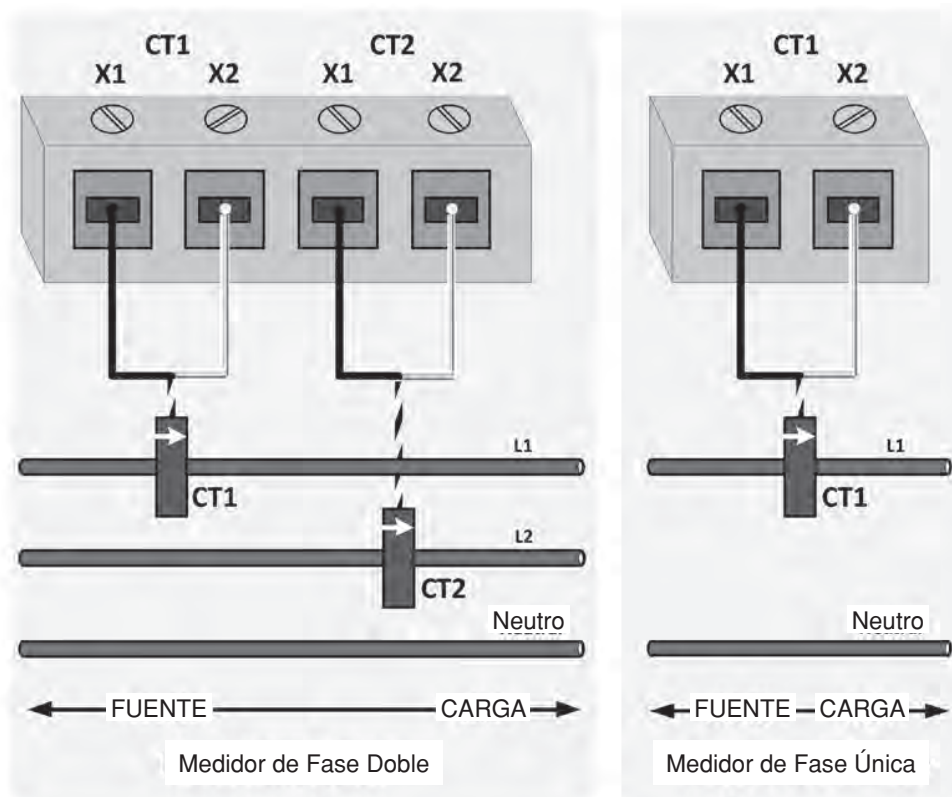 CT1 CT2
X1 X2 X1 X2
L1
CT1
L2
CT2
Neutro
FUENTE CARGA
Medidor de Fase Doble
CT1
X1 X2
L1
CT1
Neutro
FUENTE CARGA
Medidor de Fase Única